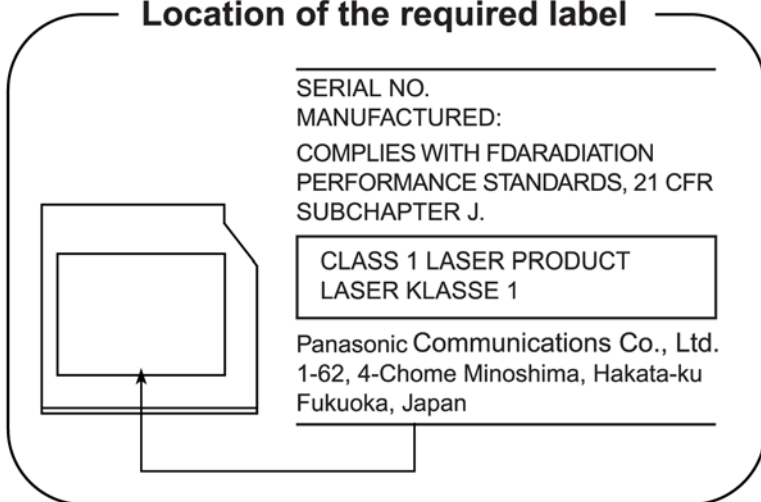 Location of the required label
SERIAL NO.
MANUFACTURED:
COMPLIES WITH FDARADIATION
PERFORMANCE STANDARDS, 21 CFR
SUBCHAPTER J.
CLASS 1 LASER PRODUCT
LASER KLASSE 1
Panasonic Communications Co., Ltd.
1-62, 4-Chome Minoshima, Hakata-ku
Fukuoka, Japan